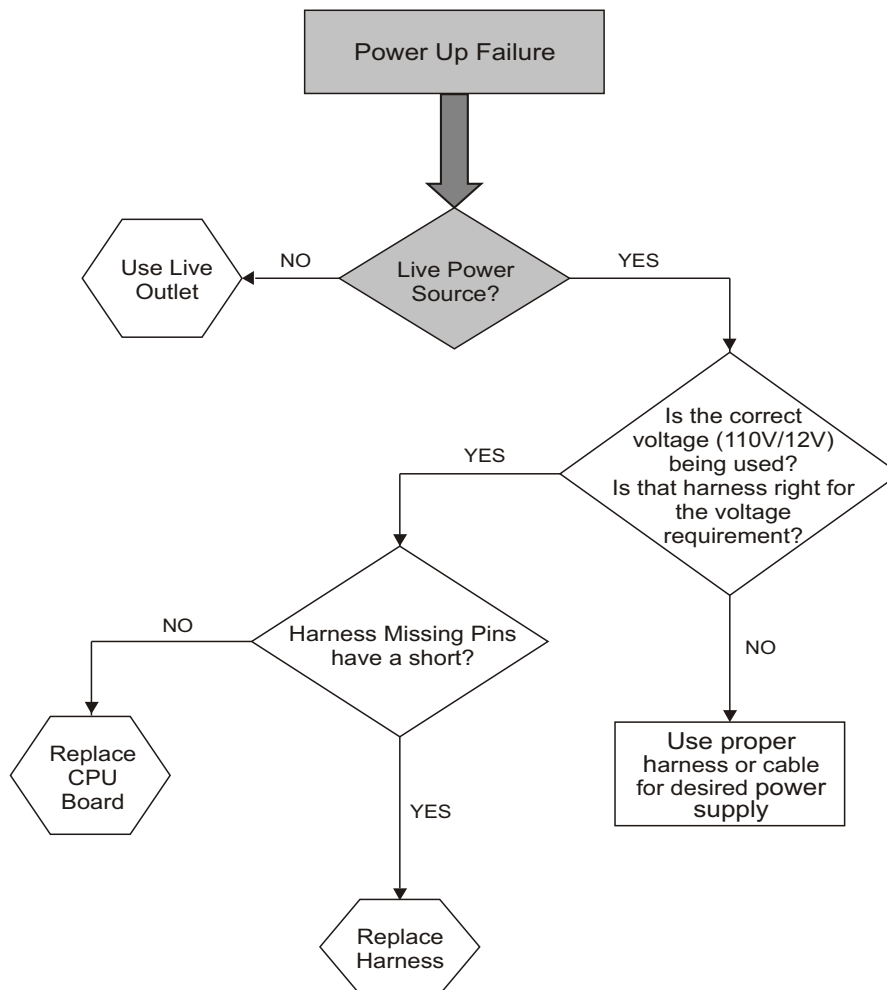 Power Up Failure
Live Power
Source?
NO
Use Live
Outlet
YES
Is the correct
voltage (110V/12V)
being used?
Is that harness right for
the voltage
requirement?
YES
Harness Missing Pins
have a short?
NO
Replace
CPU
Board
YES
Replace
Harness
NO
Use proper
harness or cable
for desired power
supply